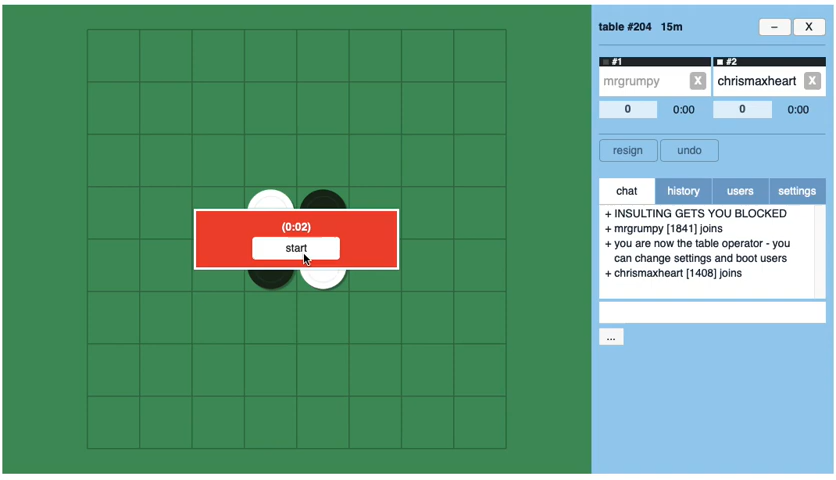 table #204 15m
–
X
#1
#2
mrgrumpy
X
chrismaxheart
X
0
0:00
0
0:00
resign
undo
chat
history
users
settings
+ INSULTING GETS YOU BLOCKED
+ mrgrumpy [1841] joins
+ you are now the table operator - you
can change settings and boot users
+ chrismaxheart [1408] joins
...
(0:02)
start